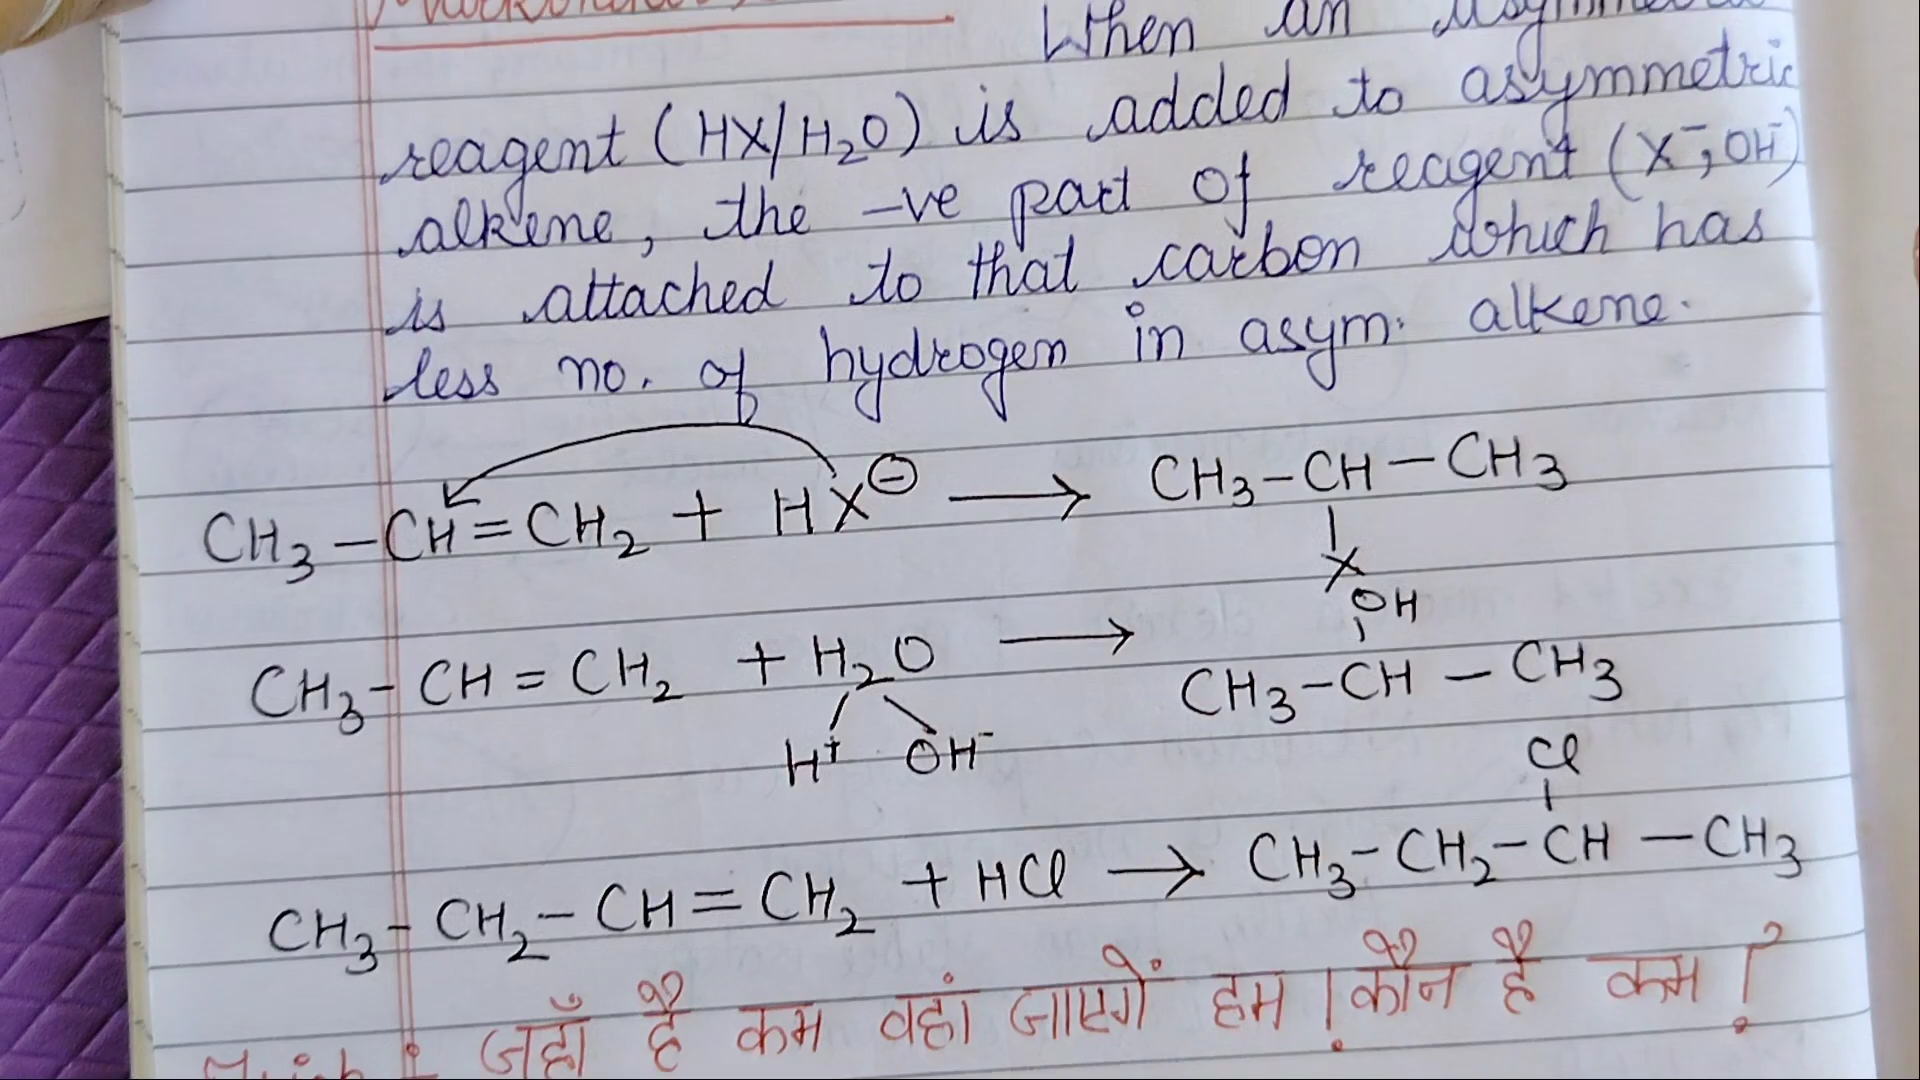 When an
reagent (HX/H₂O) is added to asymmetric
alkene, the -ve part of reagent (X⁻, OH⁻)
is attached to that carbon which has
less no. of hydrogen in asym. alkene.
CH₃-CH=CH₂ + HX⊖ → CH₃-CH-CH₃
X
OH
CH₃-CH=CH₂ + H₂O → CH₃-CH-CH₃
H⁺ OH⁻
Cl
CH₃-CH₂-CH=CH₂ + HCl → CH₃-CH₂-CH-CH₃
जहाँ है कम वहां जाएगें हम ! कौन है कम ?